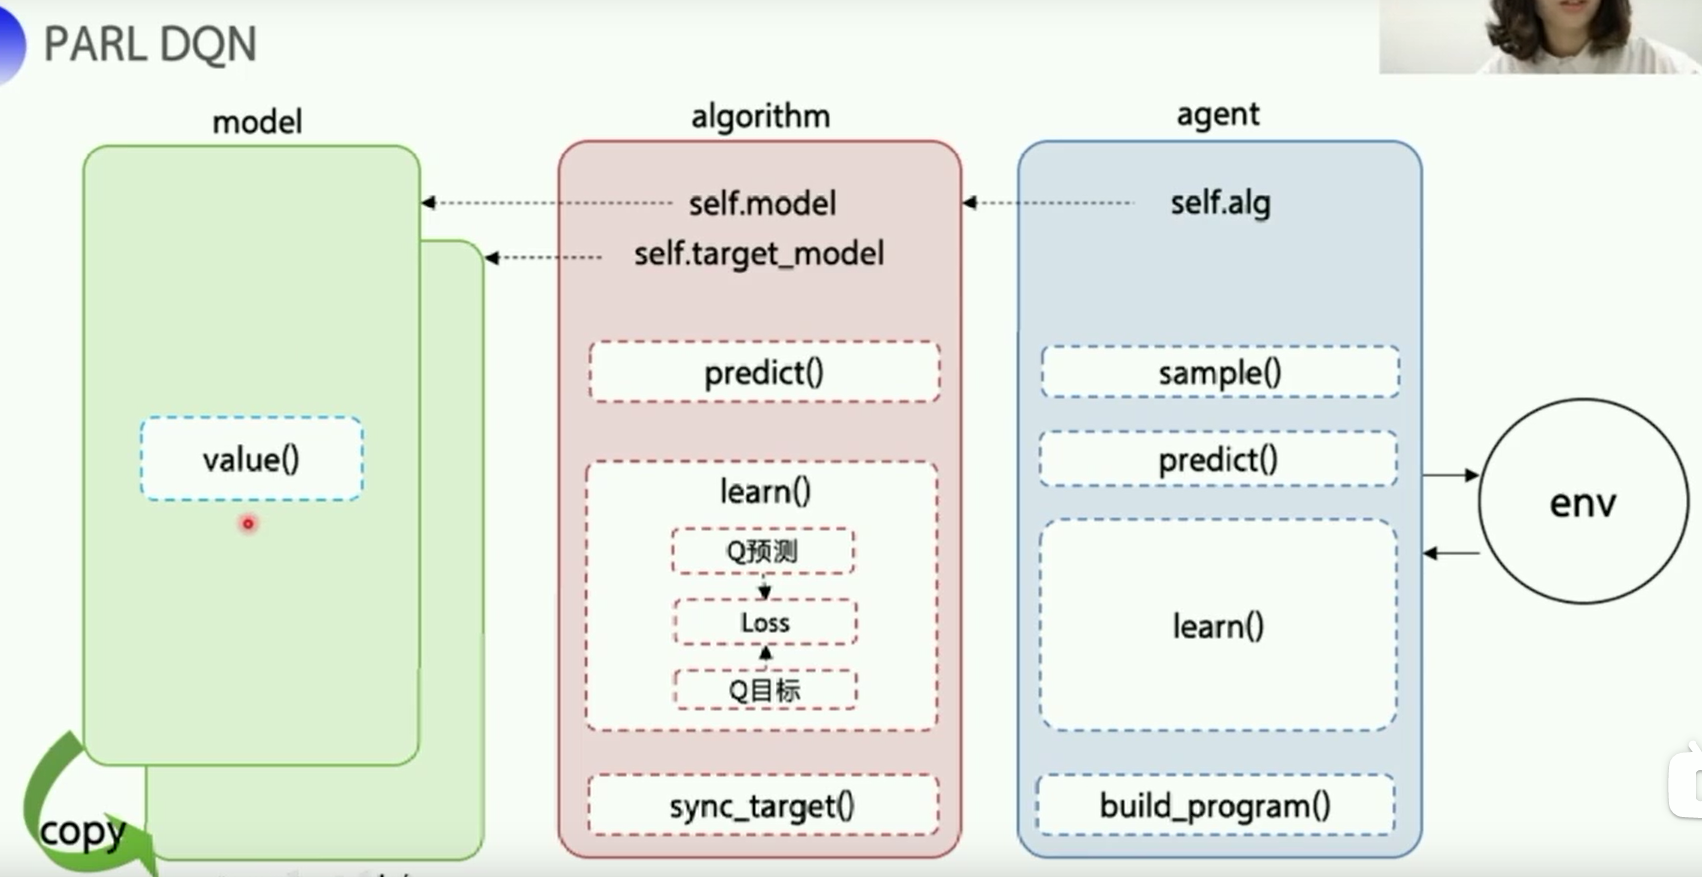 PARL DQN
model
value()
copy
algorithm
self.model
self.target_model
predict()
learn()
Q预测
Loss
Q目标
sync_target()
agent
self.alg
sample()
predict()
learn()
build_program()
env